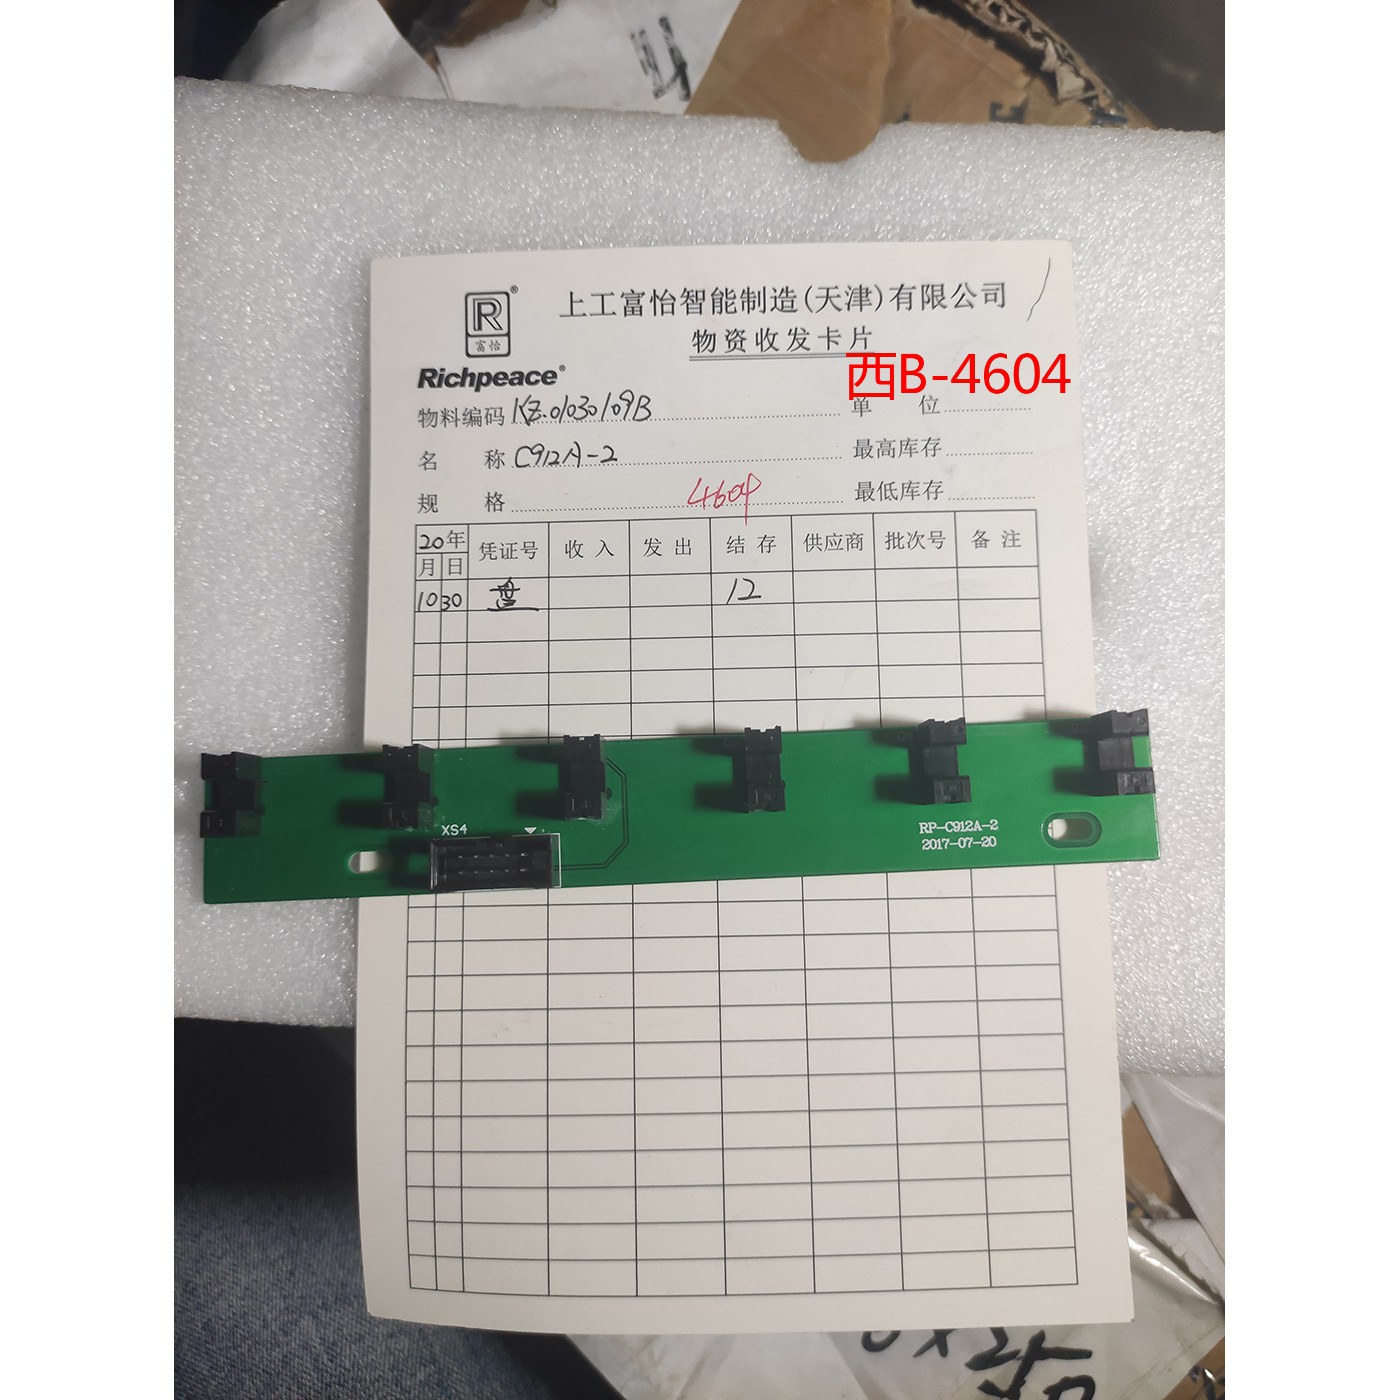 R®
富怡
Richpeace®
上工富怡智能制造(天津)有限公司
物资收发卡片
西B-4604
物料编码 KZ.01030109B 单 位
名 称 C912A-2 最高库存
规 格 4604 最低库存
20年 凭证号 收 入 发 出 结 存 供应商 批次号 备 注
月 日
10 30 盘 12
XS4
RP-C912A-2
2017-07-20